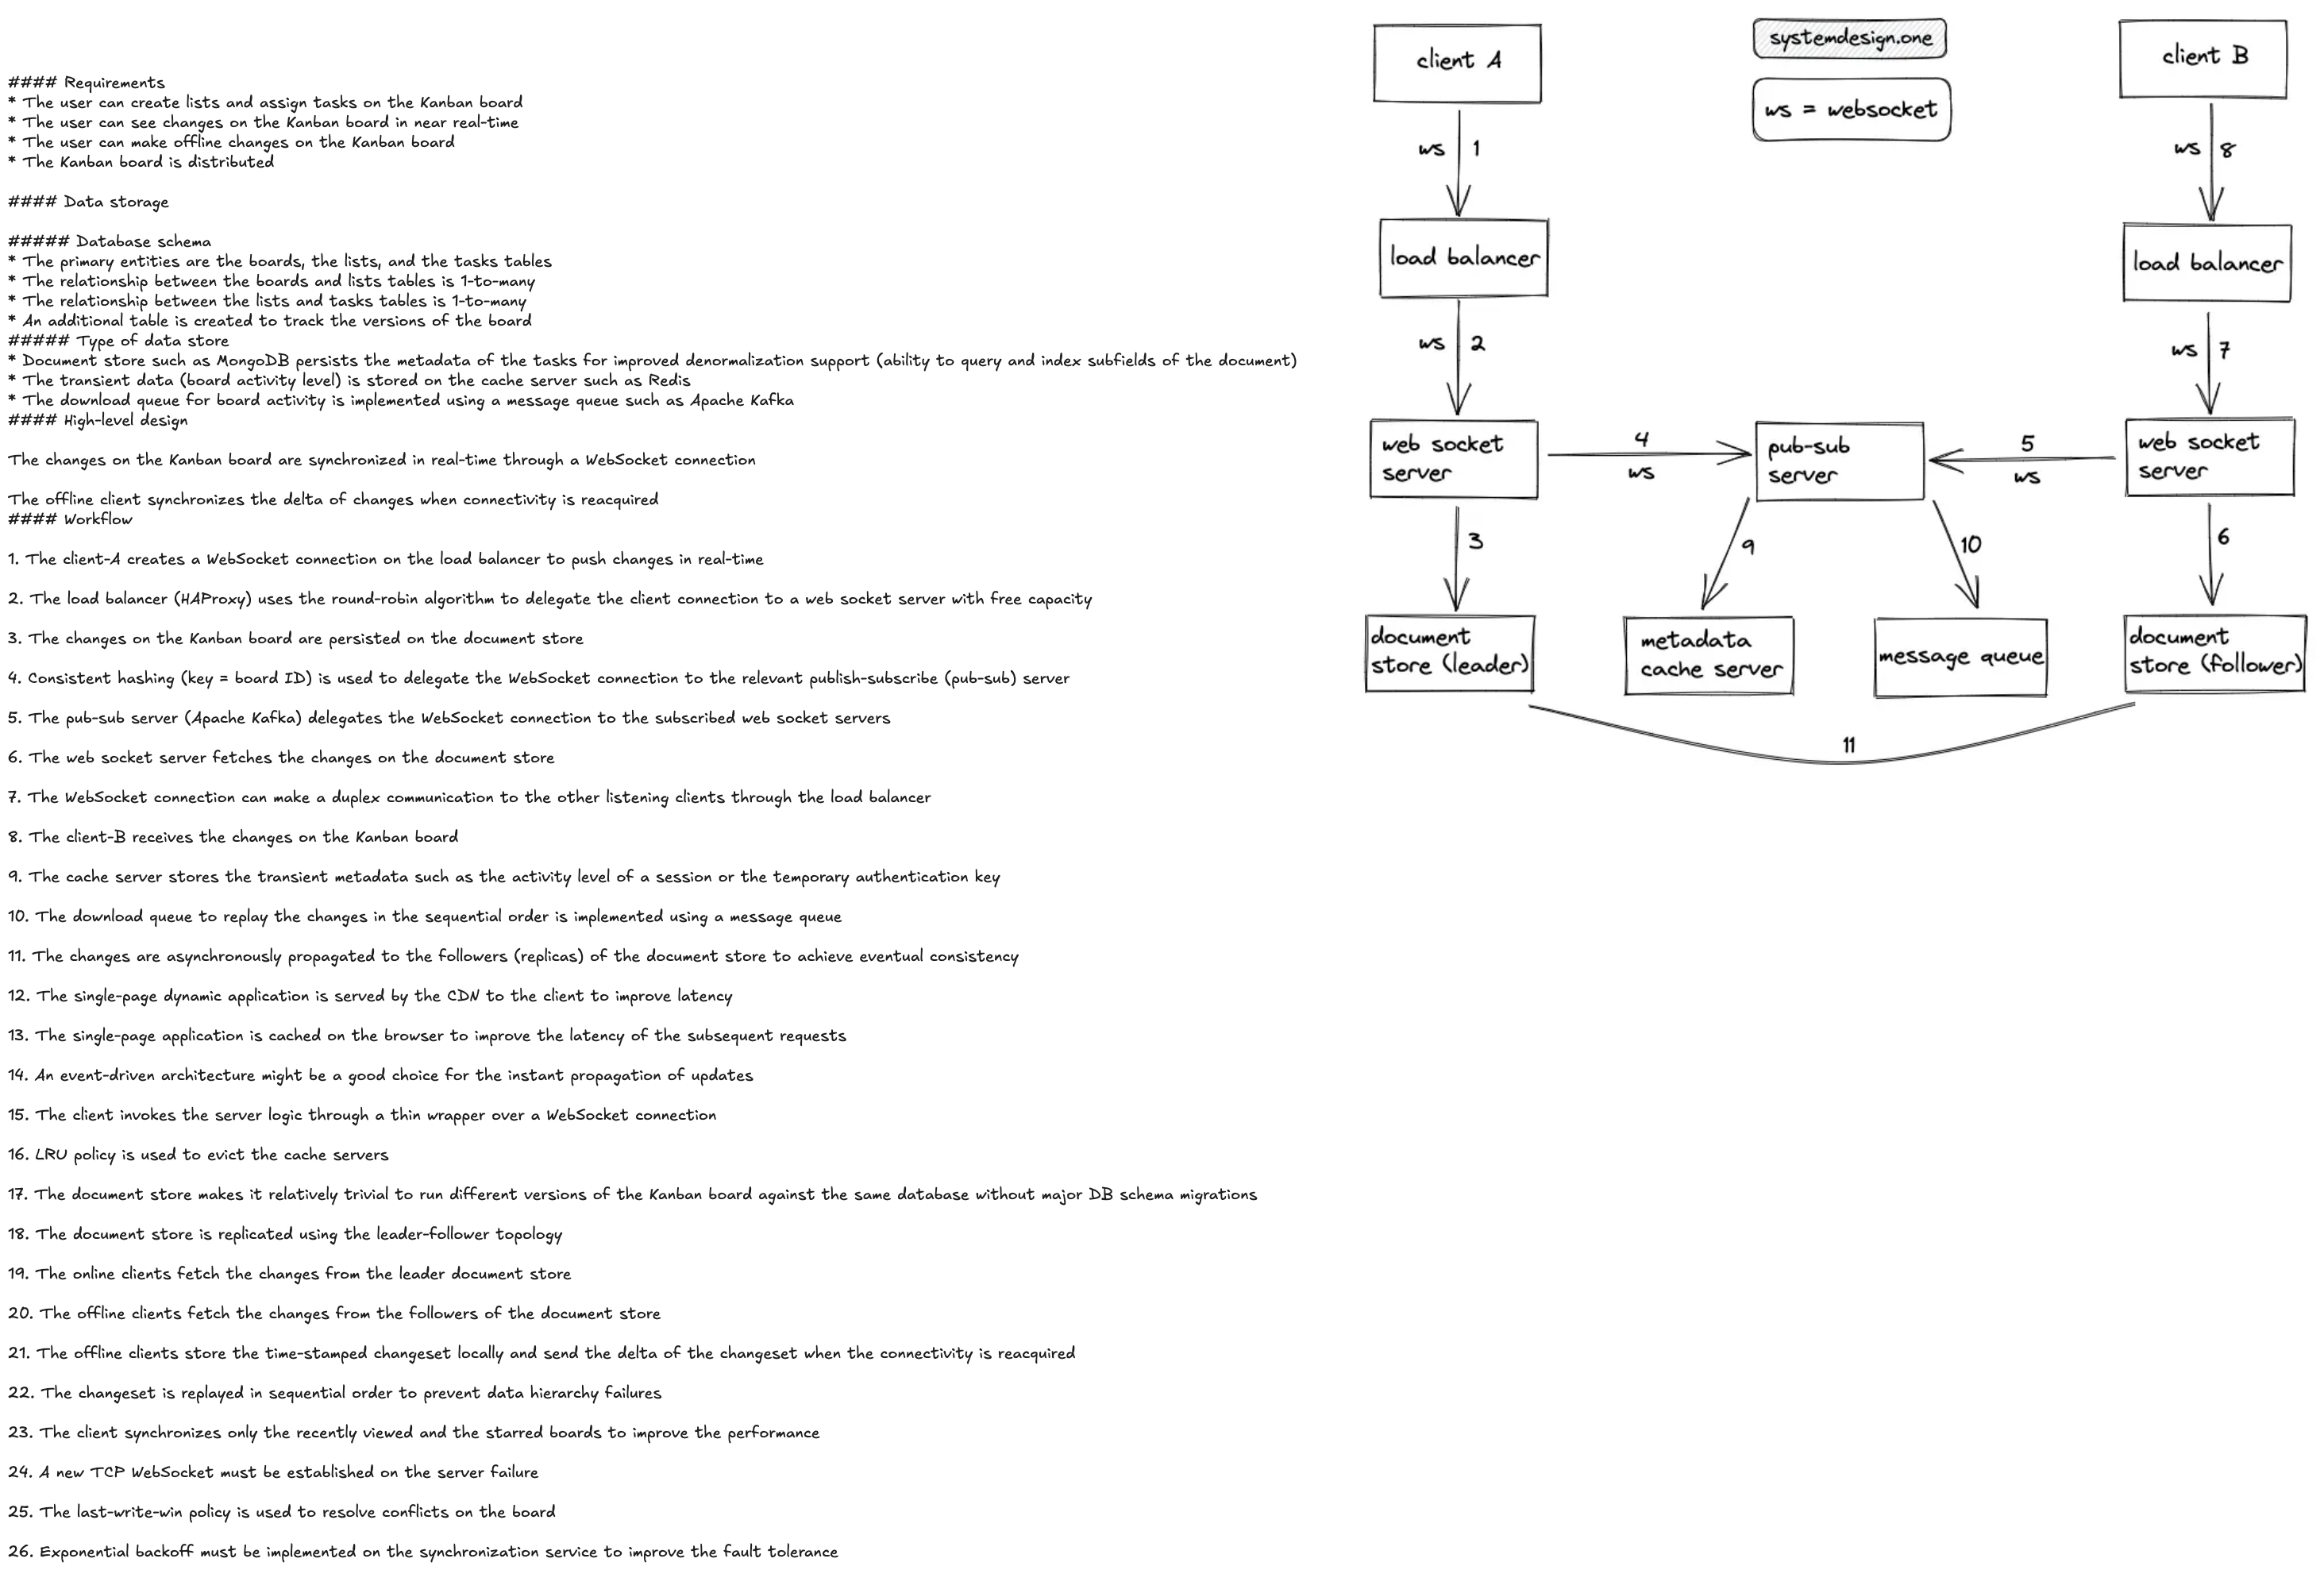 #### Requirements
* The user can create lists and assign tasks on the Kanban board
* The user can see changes on the Kanban board in near real-time
* The user can make offline changes on the Kanban board
* The Kanban board is distributed
#### Data storage
##### Database schema
* The primary entities are the boards, the lists, and the tasks tables
* The relationship between the boards and lists tables is 1-to-many
* The relationship between the lists and tasks tables is 1-to-many
* An additional table is created to track the versions of the board
##### Type of data store
* Document store such as MongoDB persists the metadata of the tasks for improved denormalization support (ability to query and index subfields of the document)
* The transient data (board activity level) is stored on the cache server such as Redis
* The download queue for board activity is implemented using a message queue such as Apache Kafka
#### High-level design
The changes on the Kanban board are synchronized in real-time through a WebSocket connection
The offline client synchronizes the delta of changes when connectivity is reacquired
#### Workflow
1. The client-A creates a WebSocket connection on the load balancer to push changes in real-time
2. The load balancer (HAProxy) uses the round-robin algorithm to delegate the client connection to a web socket server with free capacity
3. The changes on the Kanban board are persisted on the document store
4. Consistent hashing (key = board ID) is used to delegate the WebSocket connection to the relevant publish-subscribe (pub-sub) server
5. The pub-sub server (Apache Kafka) delegates the WebSocket connection to the subscribed web socket servers
6. The web socket server fetches the changes on the document store
7. The WebSocket connection can make a duplex communication to the other listening clients through the load balancer
8. The client-B receives the changes on the Kanban board
9. The cache server stores the transient metadata such as the activity level of a session or the temporary authentication key
10. The download queue to replay the changes in the sequential order is implemented using a message queue
11. The changes are asynchronously propagated to the followers (replicas) of the document store to achieve eventual consistency
12. The single-page dynamic application is served by the CDN to the client to improve latency
13. The single-page application is cached on the browser to improve the latency of the subsequent requests
14. An event-driven architecture might be a good choice for the instant propagation of updates
15. The client invokes the server logic through a thin wrapper over a WebSocket connection
16. LRU policy is used to evict the cache servers
17. The document store makes it relatively trivial to run different versions of the Kanban board against the same database without major DB schema migrations
18. The document store is replicated using the leader-follower topology
19. The online clients fetch the changes from the leader document store
20. The offline clients fetch the changes from the followers of the document store
21. The offline clients store the time-stamped changeset locally and send the delta of the changeset when the connectivity is reacquired
22. The changeset is replayed in sequential order to prevent data hierarchy failures
23. The client synchronizes only the recently viewed and the starred boards to improve the performance
24. A new TCP WebSocket must be established on the server failure
25. The last-write-win policy is used to resolve conflicts on the board
26. Exponential backoff must be implemented on the synchronization service to improve the fault tolerance
client A
systemdesign.one
client B
ws = websocket
ws 1
ws 8
load balancer
load balancer
ws 2
ws 7
web socket
server
4
ws
pub-sub
server
5
ws
web socket
server
3
9
10
6
document
store (leader)
metadata
cache server
message queue
document
store (follower)
11